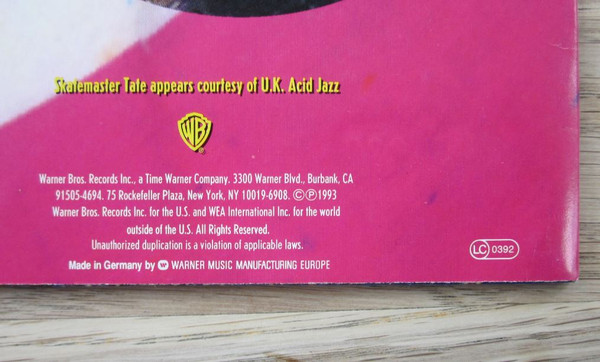 Skatemaster Tate appears courtesy of U.K. Acid Jazz
WB
Warner Bros. Records Inc., a Time Warner Company. 3300 Warner Blvd., Burbank, CA
91505-4694. 75 Rockefeller Plaza, New York, NY 10019-6908. ©℗1993
Warner Bros. Records Inc. for the U.S. and WEA International Inc. for the world
outside of the U.S. All Rights Reserved.
Unauthorized duplication is a violation of applicable laws.
Made in Germany by WARNER MUSIC MANUFACTURING EUROPE
LC 0392